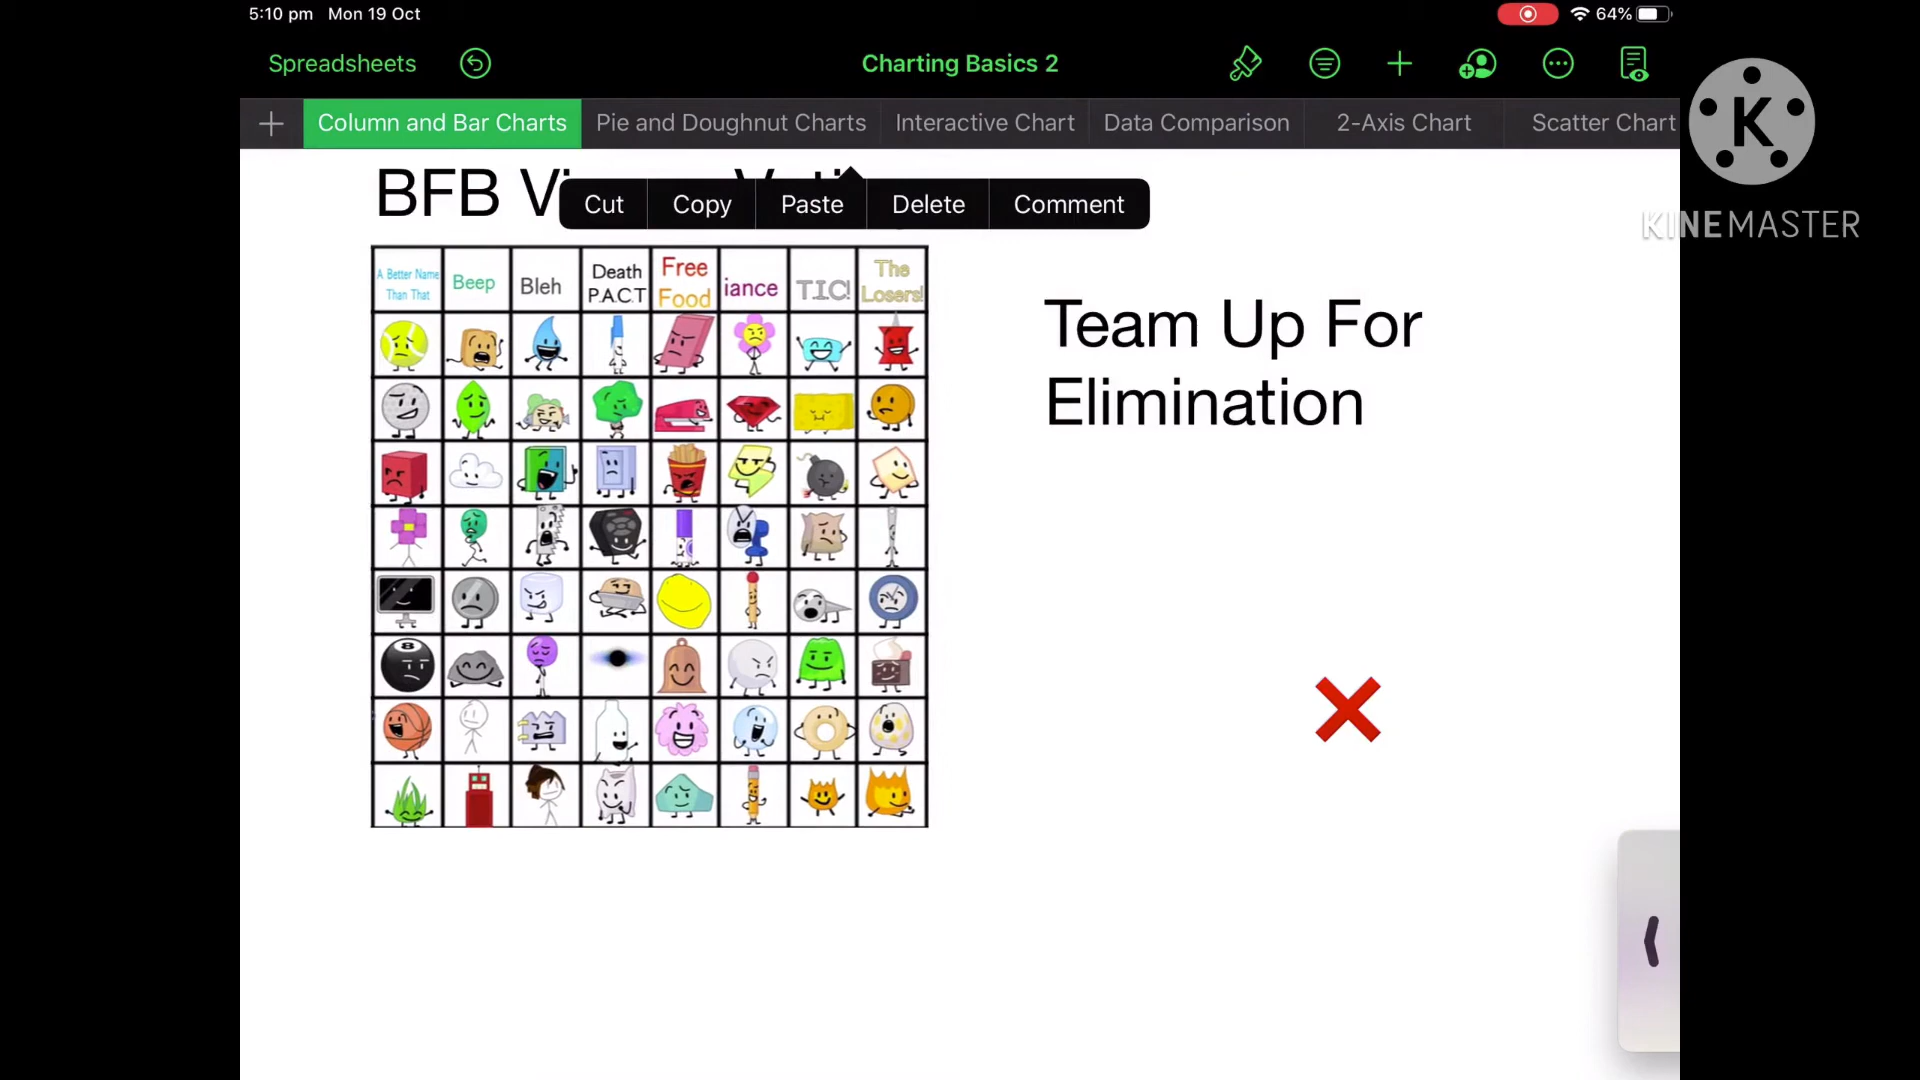 5:10 pm Mon 19 Oct
64%
Spreadsheets
Charting Basics 2
Column and Bar Charts
Pie and Doughnut Charts
Interactive Chart
Data Comparison
2-Axis Chart
Scatter Chart
K
KINEMASTER
BFB
Cut
Copy
Paste
Delete
Comment
A Better Name
Than That
Beep
Bleh
Death
P.A.C.T
Free
Food
iance
TIC!
The
Losers!
8
Team Up For
Elimination